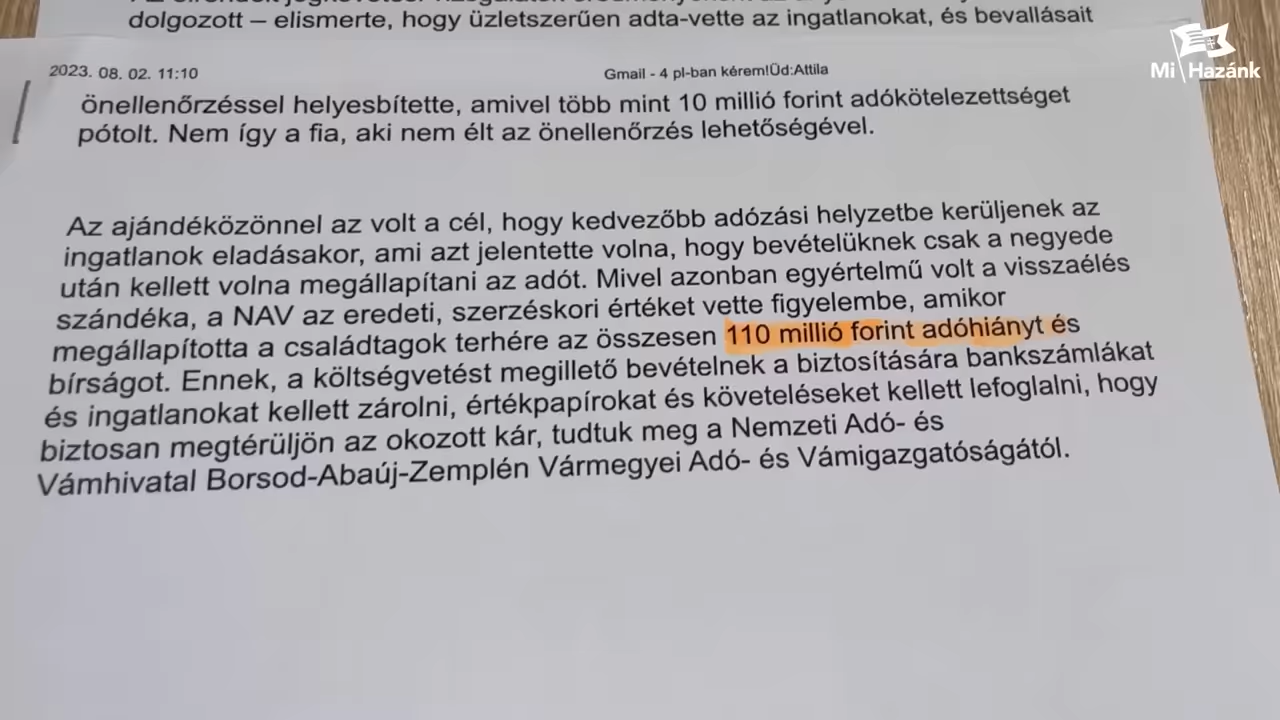 dolgozott – elismerte, hogy üzletszerűen adta-vette az ingatlanokat, és bevallásait
Mi Hazánk
2023. 08. 02. 11:10
Gmail - 4 pl-ban kérem!Üd:Attila
önellenőrzéssel helyesbítette, amivel több mint 10 millió forint adókötelezettséget
pótolt. Nem így a fia, aki nem élt az önellenőrzés lehetőségével.
Az ajándéközönnel az volt a cél, hogy kedvezőbb adózási helyzetbe kerüljenek az
ingatlanok eladásakor, ami azt jelentette volna, hogy bevételüknek csak a negyede
után kellett volna megállapítani az adót. Mivel azonban egyértelmű volt a visszaélés
szándéka, a NAV az eredeti, szerzéskori értéket vette figyelembe, amikor
megállapította a családtagok terhére az összesen 110 millió forint adóhiányt és
bírságot. Ennek, a költségvetést megillető bevételnek a biztosítására bankszámlákat
és ingatlanokat kellett zárolni, értékpapírokat és követeléseket kellett lefoglalni, hogy
biztosan megtérüljön az okozott kár, tudtuk meg a Nemzeti Adó- és
Vámhivatal Borsod-Abaúj-Zemplén Vármegyei Adó- és Vámigazgatóságától.